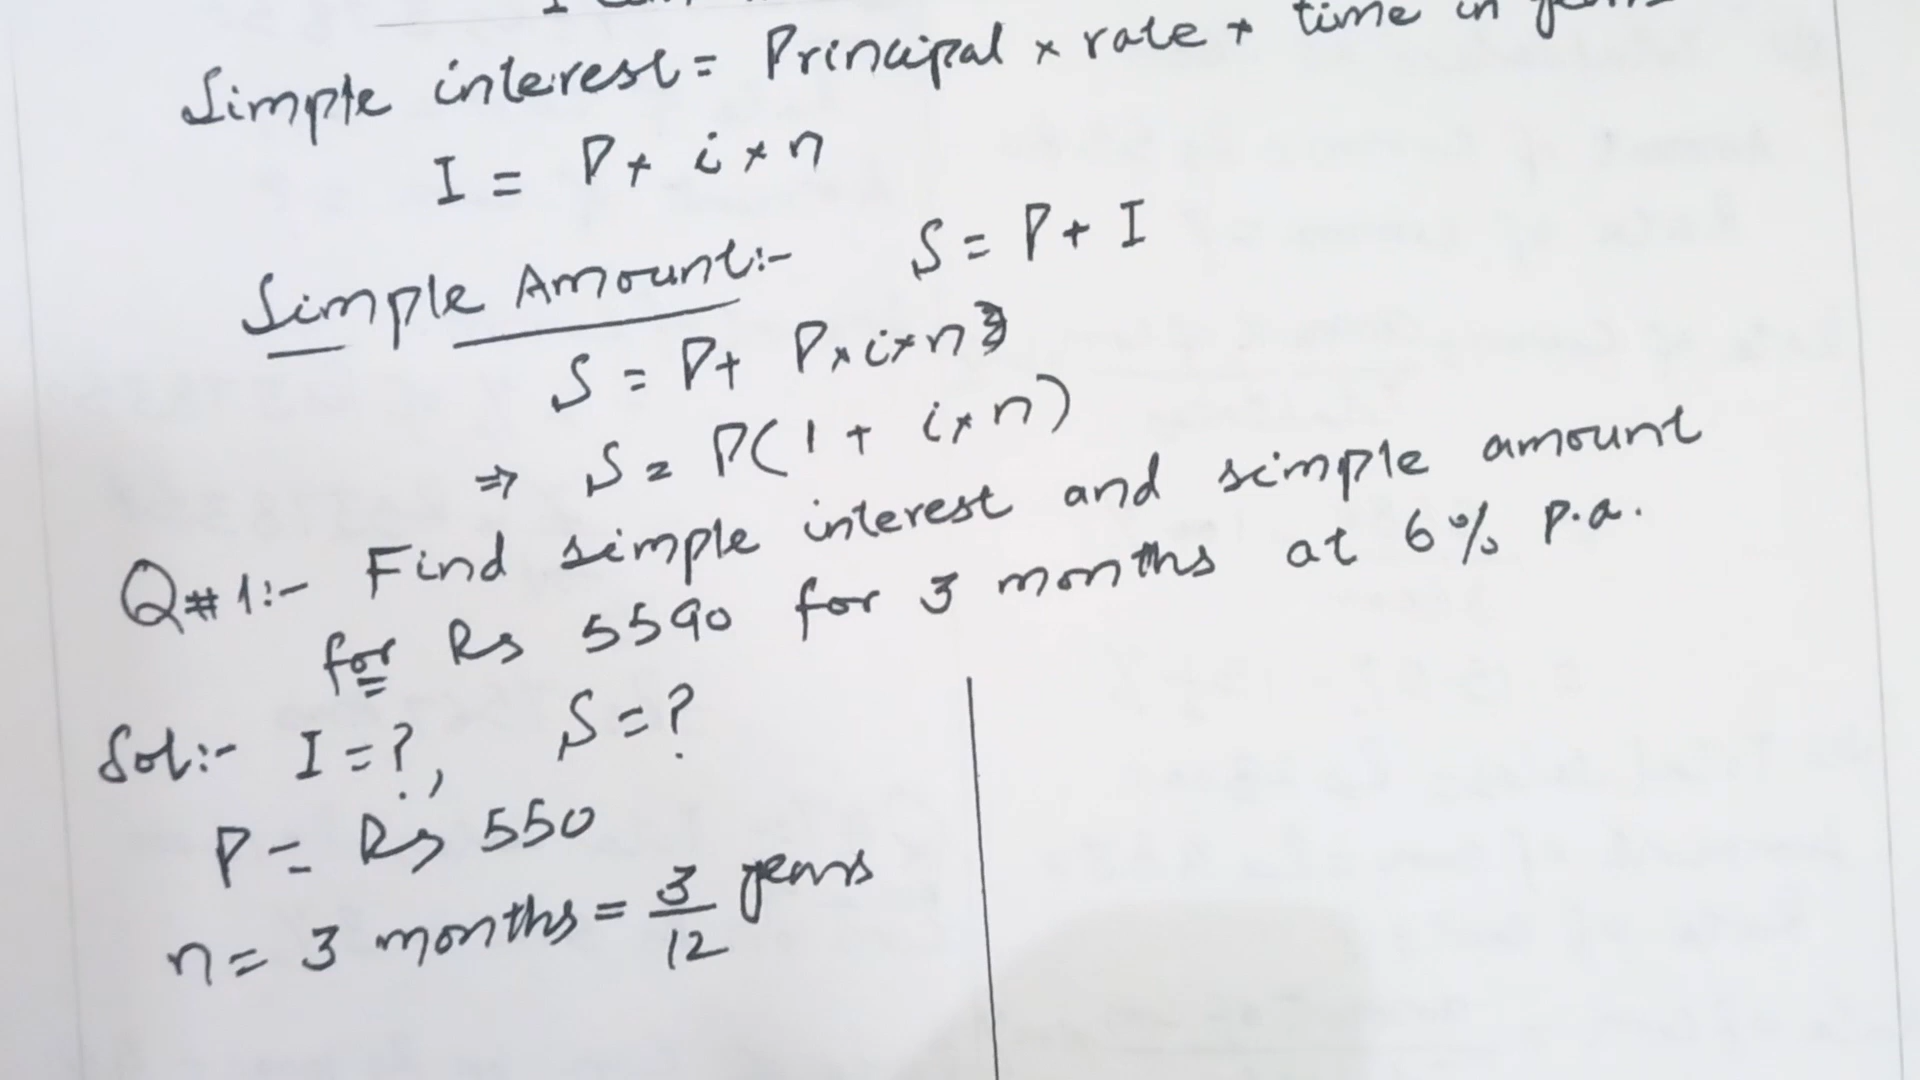 Simple interest = Principal × rate × time in years
I = P × i × n
Simple Amount:- S = P + I
S = P + P × i × n
⇒ S = P(1 + i × n)
Q#1:- Find simple interest and simple amount
for Rs 5590 for 3 months at 6% p.a.
Sol:- I = ?, S = ?
P = Rs 550
n = 3 months = 3/12 years